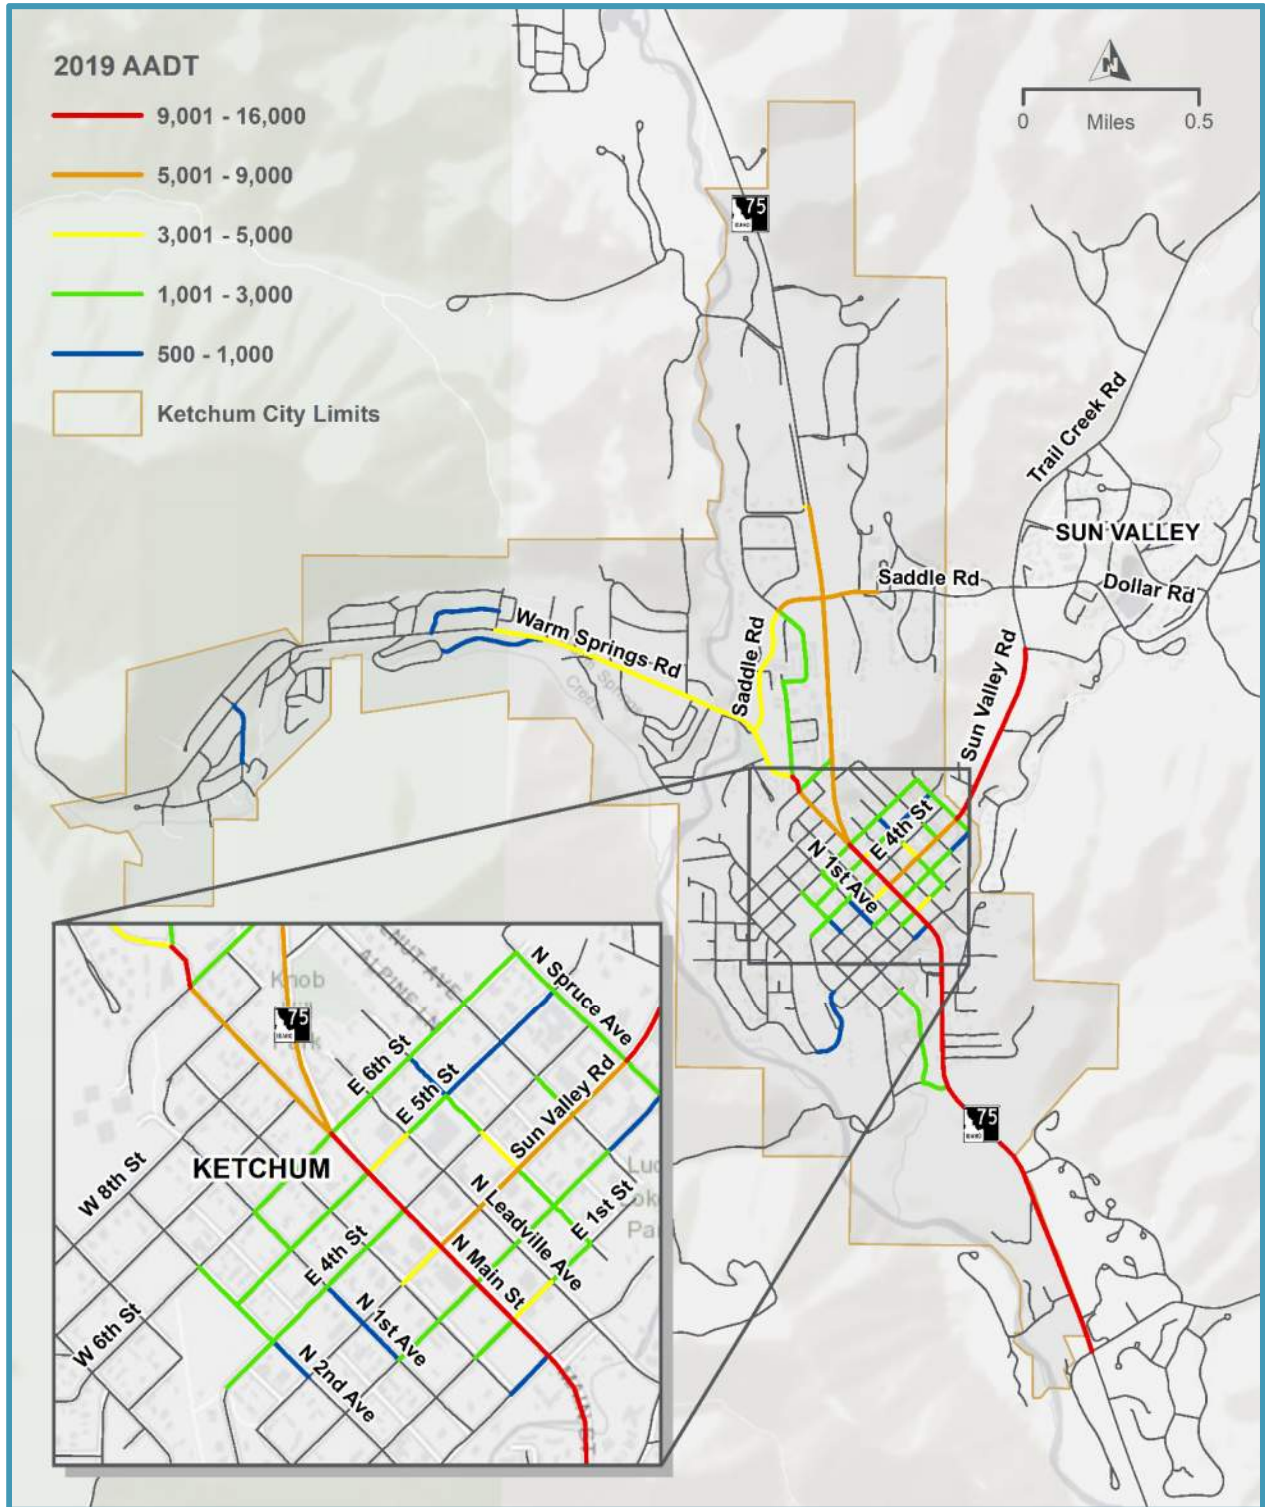 2019 AADT
9,001 - 16,000
5,001 - 9,000
3,001 - 5,000
1,001 - 3,000
500 - 1,000
Ketchum City Limits
N
0 Miles 0.5
75
Trail Creek Rd
SUN VALLEY
Saddle Rd
Dollar Rd
Warm Springs Rd
Saddle Rd
Sun Valley Rd
E 4th St
N 1st Ave
75
Knob
75
ALPINE LN
N Spruce Ave
E 6th St
E 5th St
Sun Valley Rd
KETCHUM
W 8th St
N Leadville Ave
E 1st St
E 4th St
N Main St
N 1st Ave
W 6th St
N 2nd Ave